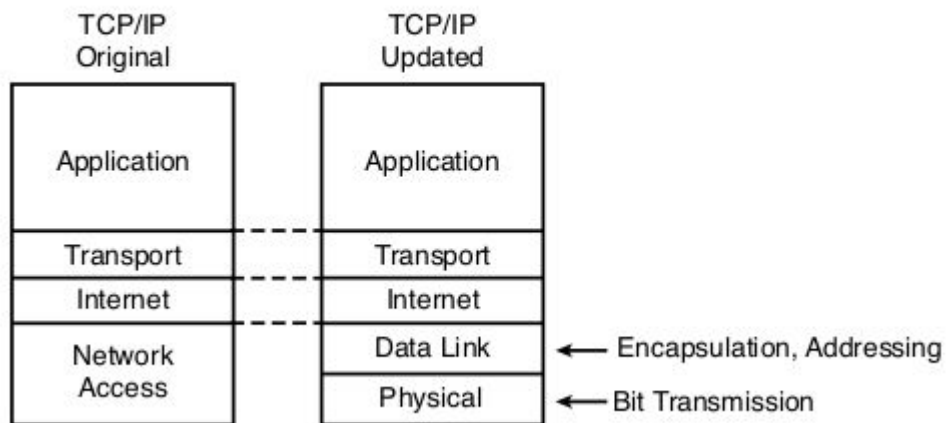 TCP/IP
Original
TCP/IP
Updated
Application
Application
Transport
Transport
Internet
Internet
Network
Access
Data Link
Encapsulation, Addressing
Physical
Bit Transmission